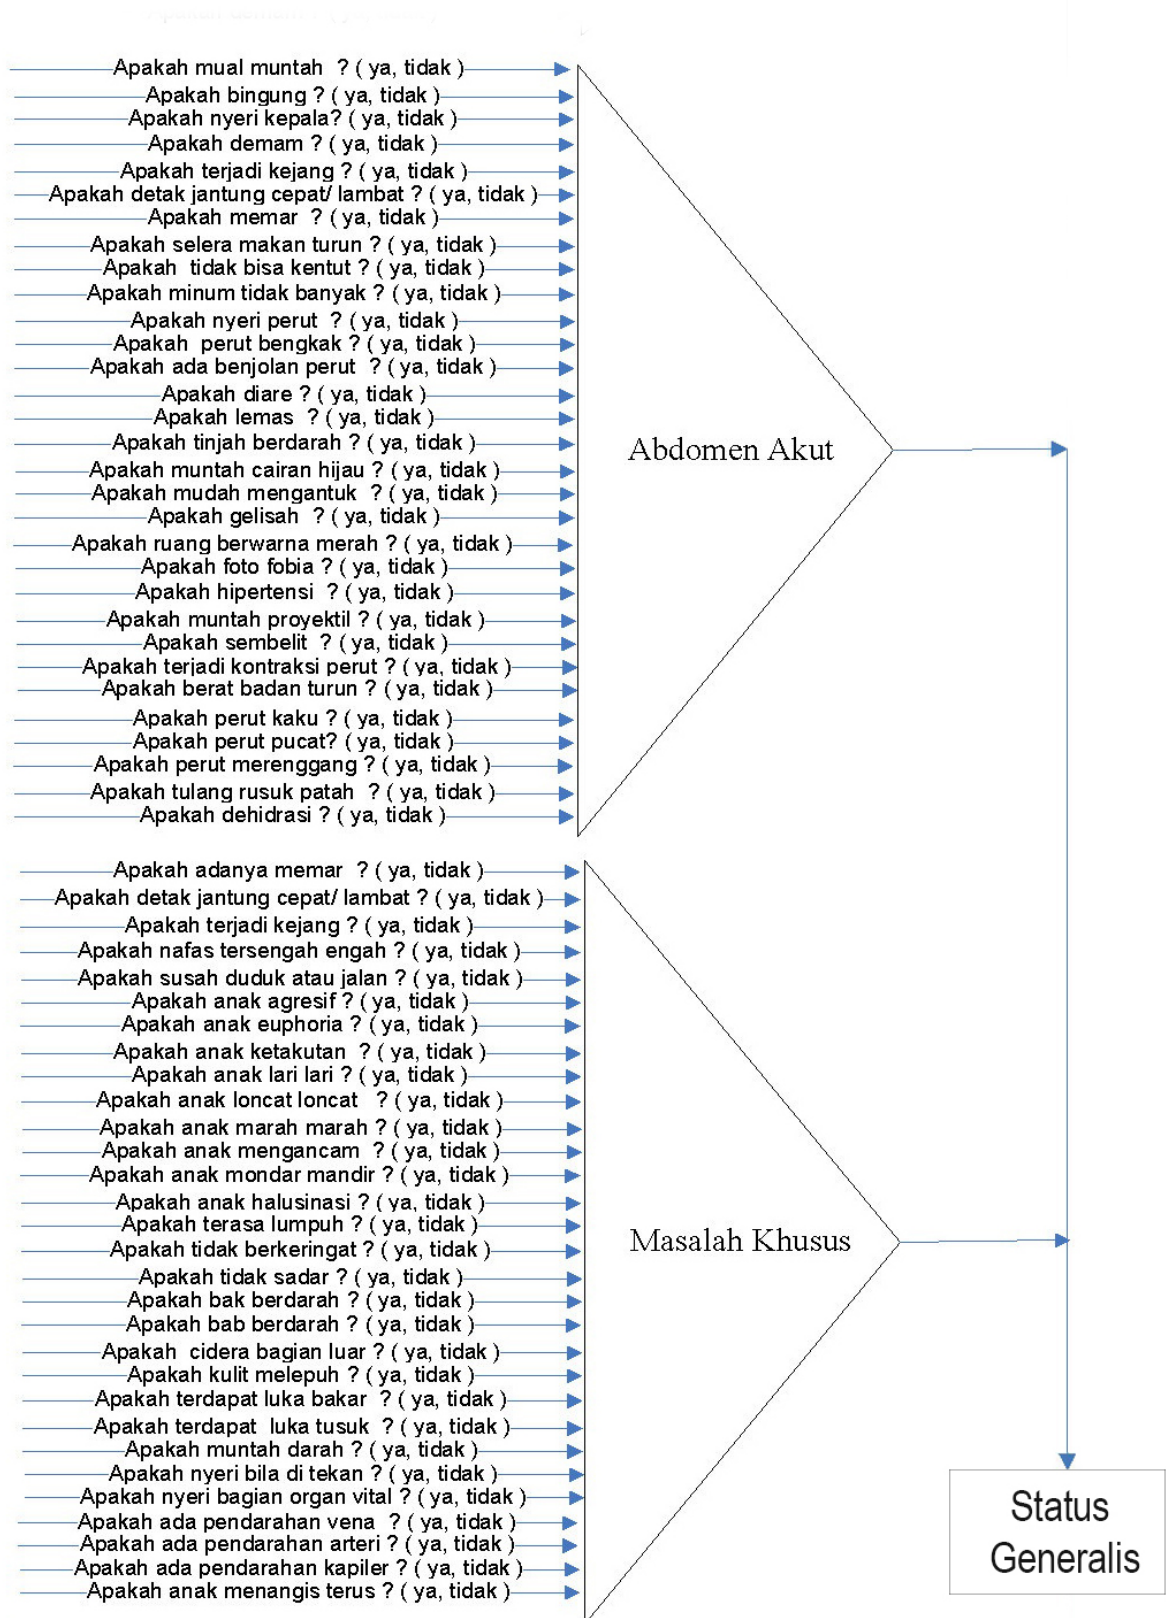 Apakah mual muntah ? ( ya, tidak )
Apakah bingung ? ( ya, tidak )
Apakah nyeri kepala? ( ya, tidak )
Apakah demam ? ( ya, tidak )
Apakah terjadi kejang ? ( ya, tidak )
Apakah detak jantung cepat/ lambat ? ( ya, tidak )
Apakah memar ? ( ya, tidak )
Apakah selera makan turun ? ( ya, tidak )
Apakah tidak bisa kentut ? ( ya, tidak )
Apakah minum tidak banyak ? ( ya, tidak )
Apakah nyeri perut ? ( ya, tidak )
Apakah perut bengkak ? ( ya, tidak )
Apakah ada benjolan perut ? ( ya, tidak )
Apakah diare ? ( ya, tidak )
Apakah lemas ? ( ya, tidak )
Apakah tinjah berdarah ? ( ya, tidak )
Apakah muntah cairan hijau ? ( ya, tidak )
Apakah mudah mengantuk ? ( ya, tidak )
Apakah gelisah ? ( ya, tidak )
Apakah ruang berwarna merah ? ( ya, tidak )
Apakah foto fobia ? ( ya, tidak )
Apakah hipertensi ? ( ya, tidak )
Apakah muntah proyektil ? ( ya, tidak )
Apakah sembelit ? ( ya, tidak )
Apakah terjadi kontraksi perut ? ( ya, tidak )
Apakah berat badan turun ? ( ya, tidak )
Apakah perut kaku ? ( ya, tidak )
Apakah perut pucat? ( ya, tidak )
Apakah perut merenggang ? ( ya, tidak )
Apakah tulang rusuk patah ? ( ya, tidak )
Apakah dehidrasi ? ( ya, tidak )
Abdomen Akut
Apakah adanya memar ? ( ya, tidak )
Apakah detak jantung cepat/ lambat ? ( ya, tidak )
Apakah terjadi kejang ? ( ya, tidak )
Apakah nafas tersengah engah ? ( ya, tidak )
Apakah susah duduk atau jalan ? ( ya, tidak )
Apakah anak agresif ? ( ya, tidak )
Apakah anak euphoria ? ( ya, tidak )
Apakah anak ketakutan ? ( ya, tidak )
Apakah anak lari lari ? ( ya, tidak )
Apakah anak loncat loncat ? ( ya, tidak )
Apakah anak marah marah ? ( ya, tidak )
Apakah anak mengancam ? ( ya, tidak )
Apakah anak mondar mandir ? ( ya, tidak )
Apakah anak halusinasi ? ( ya, tidak )
Apakah terasa lumpuh ? ( ya, tidak )
Apakah tidak berkeringat ? ( ya, tidak )
Apakah tidak sadar ? ( ya, tidak )
Apakah bak berdarah ? ( ya, tidak )
Apakah bab berdarah ? ( ya, tidak )
Apakah cidera bagian luar ? ( ya, tidak )
Apakah kulit melepuh ? ( ya, tidak )
Apakah terdapat luka bakar ? ( ya, tidak )
Apakah terdapat luka tusuk ? ( ya, tidak )
Apakah muntah darah ? ( ya, tidak )
Apakah nyeri bila di tekan ? ( ya, tidak )
Apakah nyeri bagian organ vital ? ( ya, tidak )
Apakah ada pendarahan vena ? ( ya, tidak )
Apakah ada pendarahan arteri ? ( ya, tidak )
Apakah ada pendarahan kapiler ? ( ya, tidak )
Apakah anak menangis terus ? ( ya, tidak )
Masalah Khusus
Status
Generalis